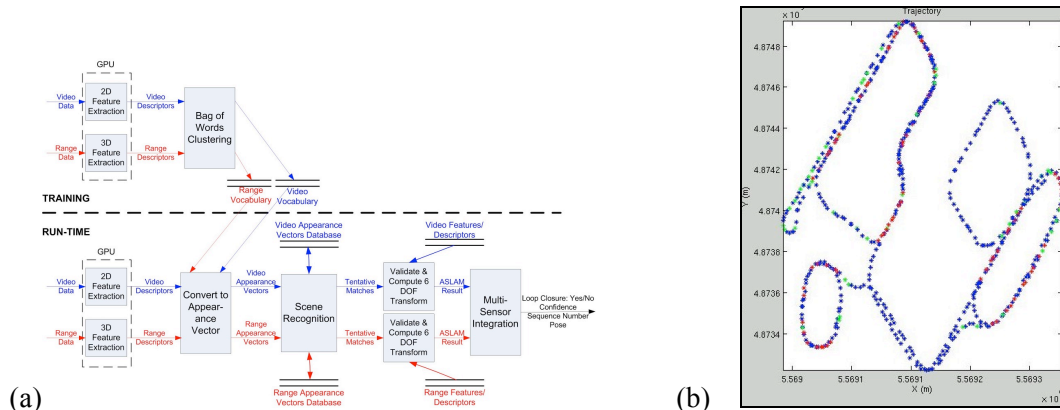 GPU
Video Data
2D Feature Extraction
Video Descriptors
Range Data
3D Feature Extraction
Range Descriptors
Bag of Words Clustering
Range Vocabulary
Video Vocabulary
TRAINING
RUN-TIME
GPU
Video Data
2D Feature Extraction
Video Descriptors
Range Data
3D Feature Extraction
Range Descriptors
Convert to Appear-ance Vector
Video Appearance Vectors
Range Appearance Vectors
Video Appearance Vectors Database
Scene Recognition
Range Appearance Vectors Database
Tentative Matches
Tentative Matches
Video Features/ Descriptors
Validate & Compute 6 DOF Transform
Validate & Compute 6 DOF Transform
Range Features/ Descriptors
ASLAM Result
ASLAM Result
Multi-Sensor Integration
Loop Closure: Yes/No
Confidence
Sequence Number
Pose
(a)
(b)
Trajectory
4.8748
4.8746
4.8744
4.8742
4.874
4.8738
4.8736
4.8734
Y (m)
5.569
5.5691
5.5691
5.5692
5.5692
5.5693
X (m)